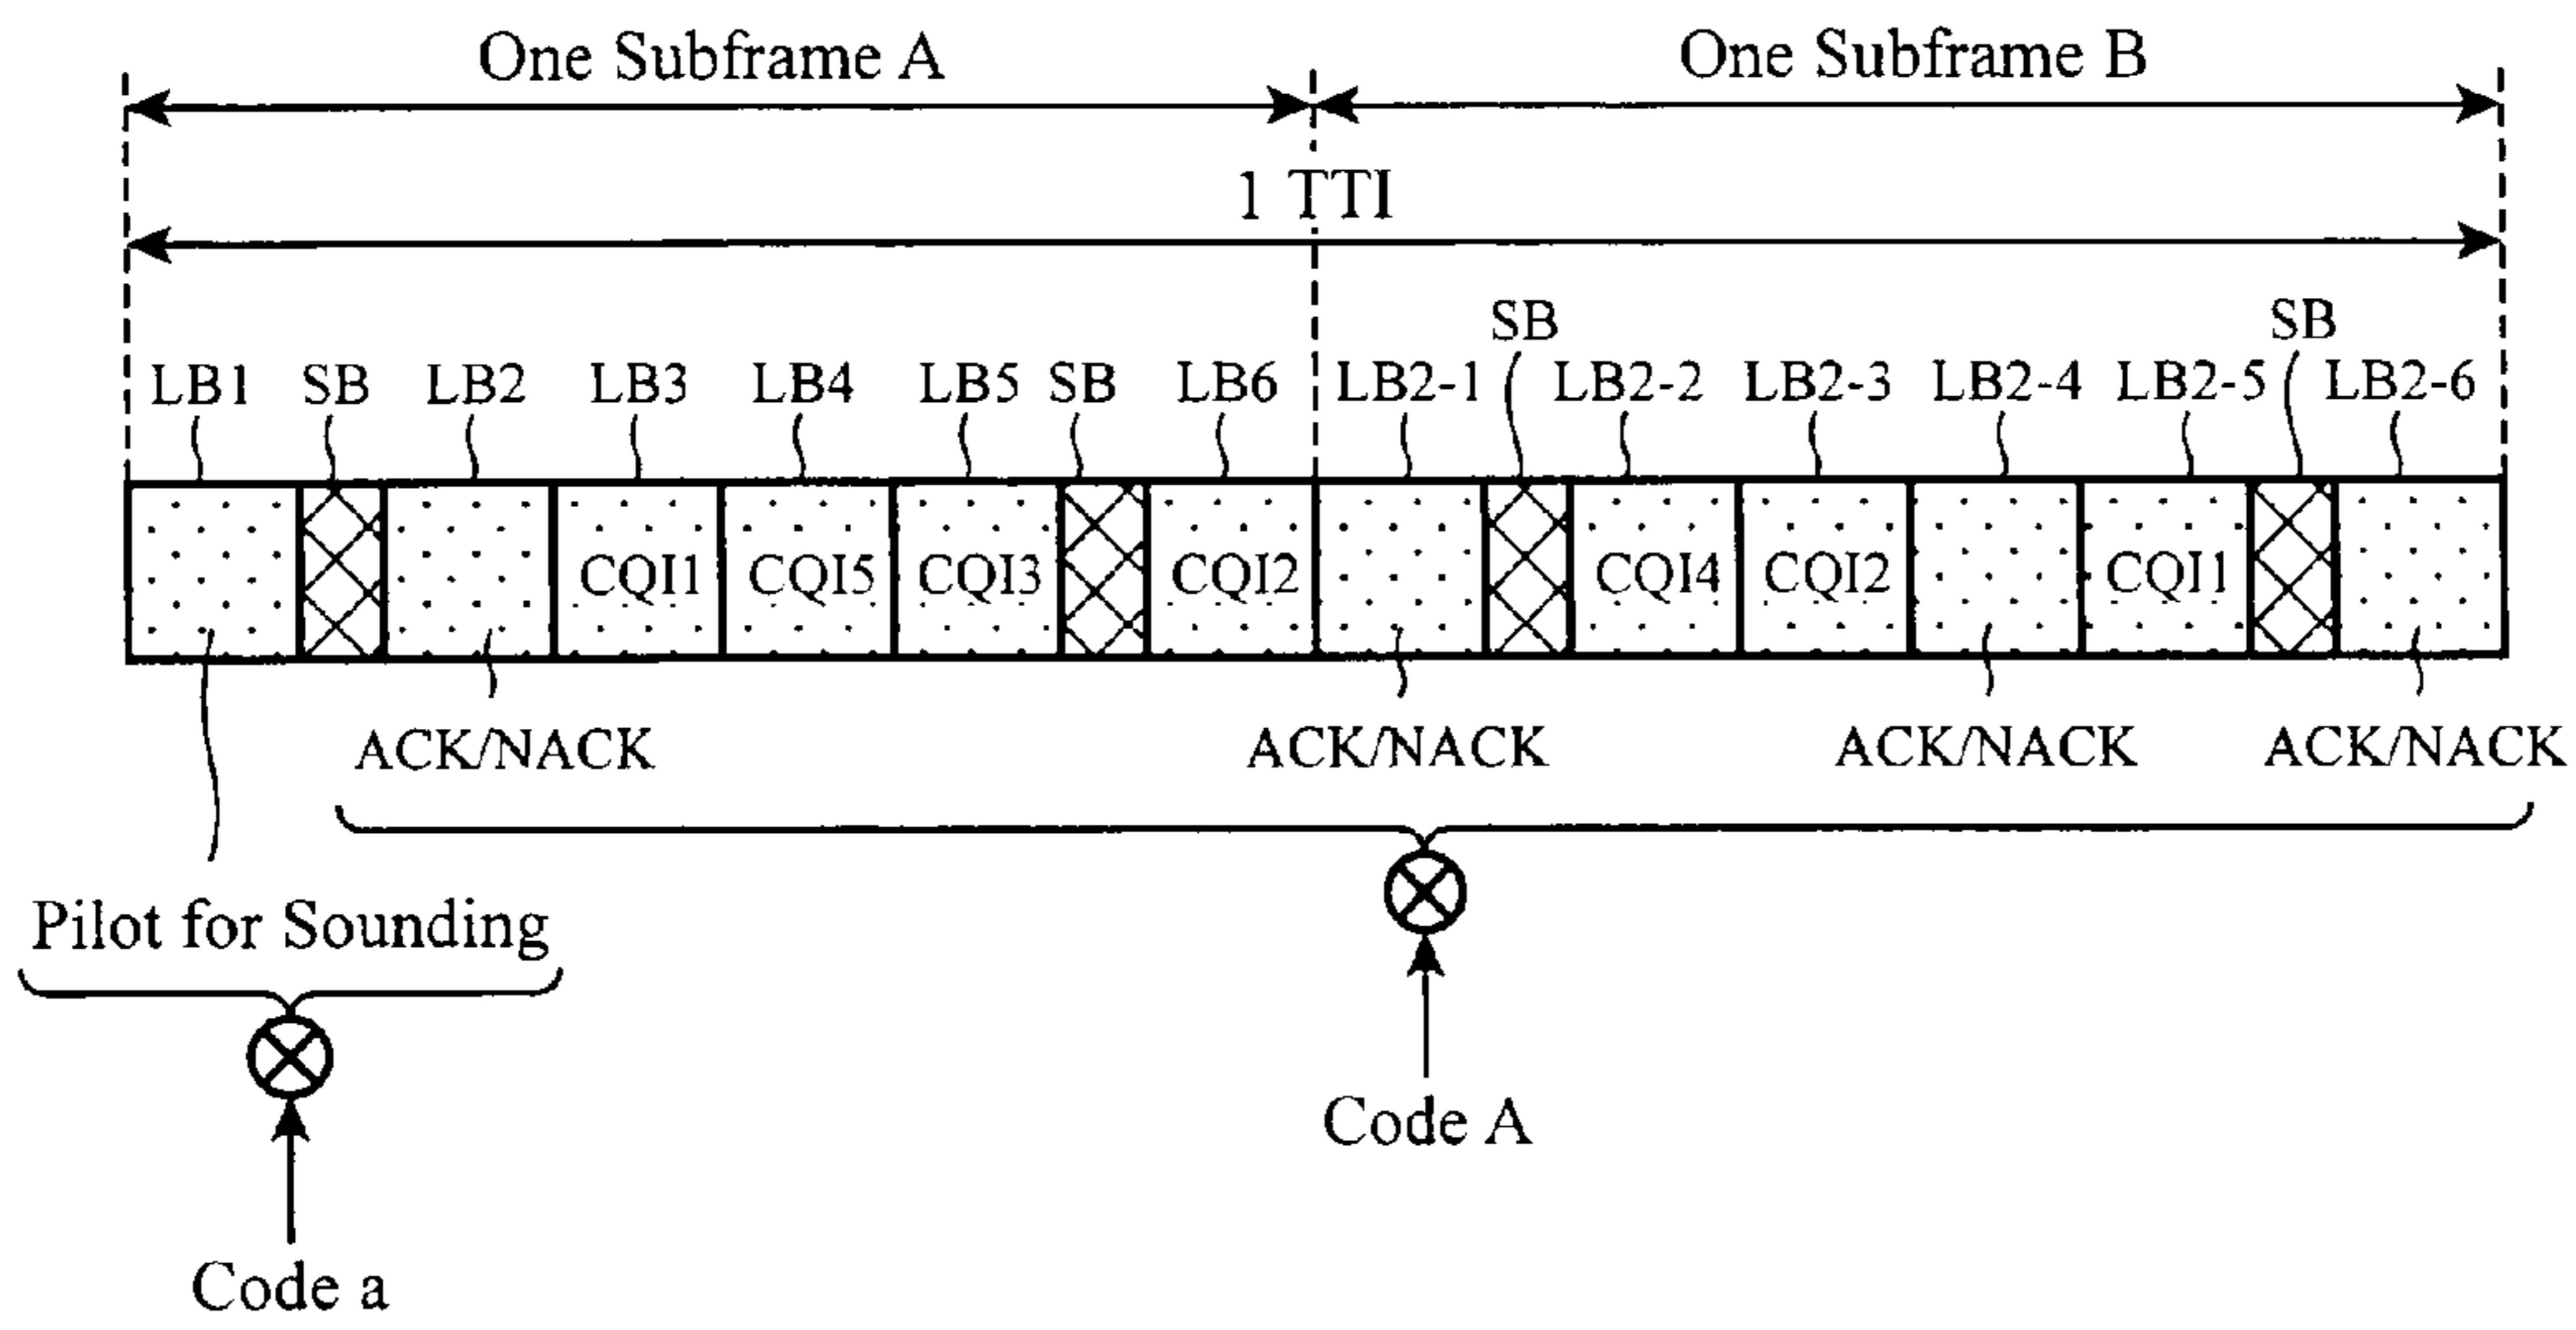 One Subframe A One Subframe B
1 TTI
SB SB
LB1 SB LB2 LB3 LB4 LB5 SB LB6 LB2-1 LB2-2 LB2-3 LB2-4 LB2-5 LB2-6
CQI1 CQI5 CQI3 CQI2 CQI4 CQI2 CQI1
ACK/NACK ACK/NACK ACK/NACK ACK/NACK
Pilot for Sounding
Code A
Code a